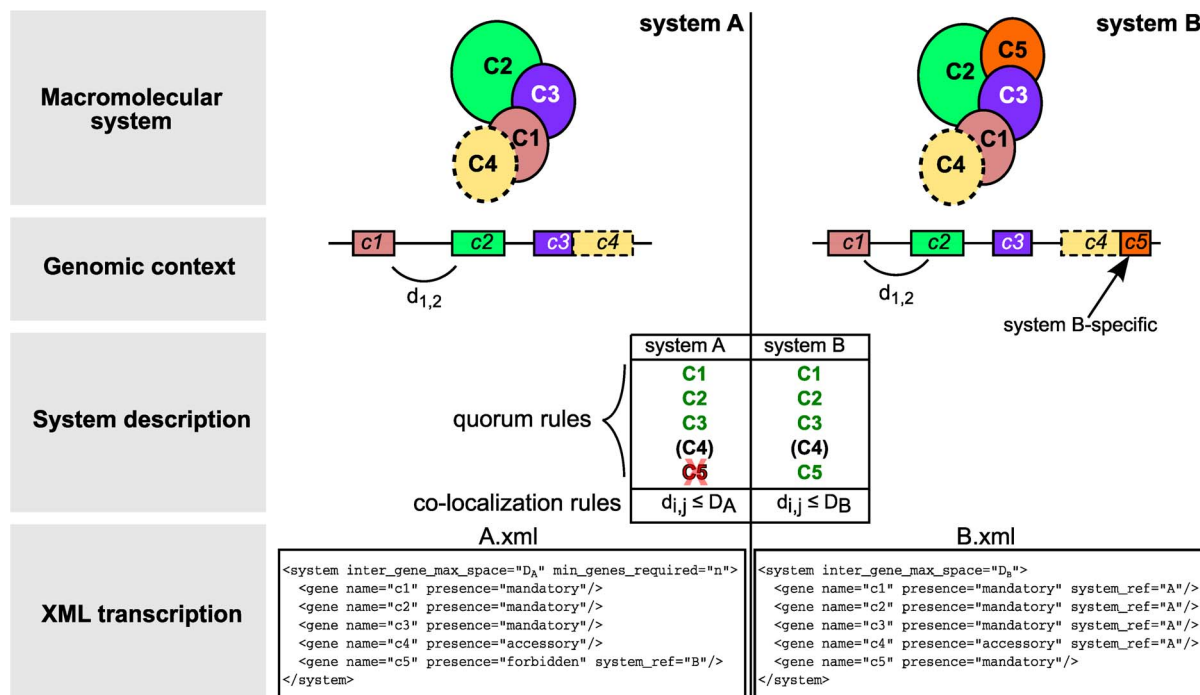 system A
system B
Macromolecular
system
C2
C3
C1
C4
C2
C5
C3
C1
C4
Genomic context
c1
c2
c3
c4
d1,2
c1
c2
c3
c4
c5
d1,2
system B-specific
System description
quorum rules
co-localization rules
system A
system B
C1
C1
C2
C2
C3
C3
(C4)
(C4)
C5
C5
di,j ≤ DA
di,j ≤ DB
XML transcription
A.xml
<system inter_gene_max_space="DA" min_genes_required="n">
<gene name="c1" presence="mandatory"/>
<gene name="c2" presence="mandatory"/>
<gene name="c3" presence="mandatory"/>
<gene name="c4" presence="accessory"/>
<gene name="c5" presence="forbidden" system_ref="B"/>
</system>
B.xml
<system inter_gene_max_space="DB">
<gene name="c1" presence="mandatory" system_ref="A"/>
<gene name="c2" presence="mandatory" system_ref="A"/>
<gene name="c3" presence="mandatory" system_ref="A"/>
<gene name="c4" presence="accessory" system_ref="A"/>
<gene name="c5" presence="mandatory"/>
</system>